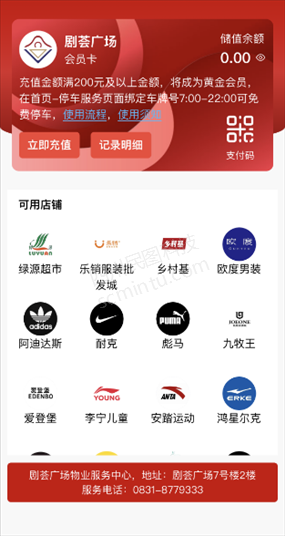 剧荟广场
会员卡
储值余额
0.00
充值金额满200元及以上金额，将成为黄金会员，
在首页-停车服务页面绑定车牌号7:00-22:00可免
费停车，使用流程，使用须知
立即充值
记录明细
支付码
可用店铺
LUYUAN
乡村基
欧度
绿源超市
乐销服装批
发城
乡村基
欧度男装
adidas
PUMA
JOEONE
阿迪达斯
耐克
彪马
九牧王
爱登堡
EDENBO
YOUNG
ANTA
ERKE
爱登堡
李宁儿童
安踏运动
鸿星尔克
剧荟广场物业服务中心，地址：剧荟广场7号楼2楼
服务电话：0831-8779333